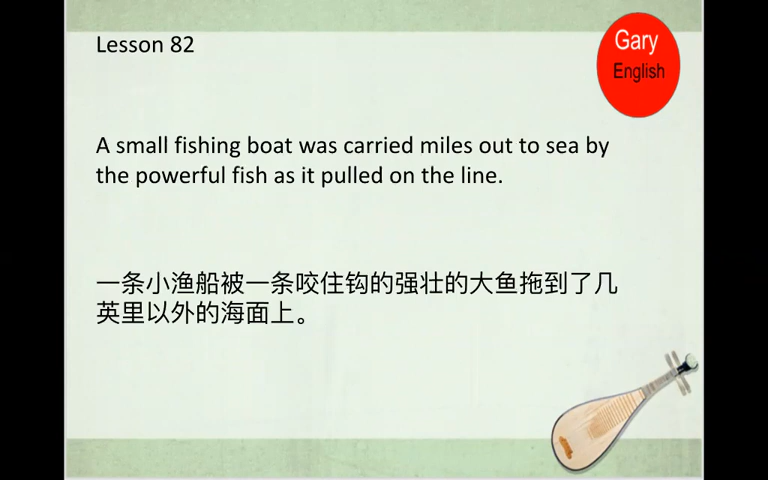 Lesson 82
Gary
English
A small fishing boat was carried miles out to sea by
the powerful fish as it pulled on the line.
一条小渔船被一条咬住钩的强壮的大鱼拖到了几
英里以外的海面上。